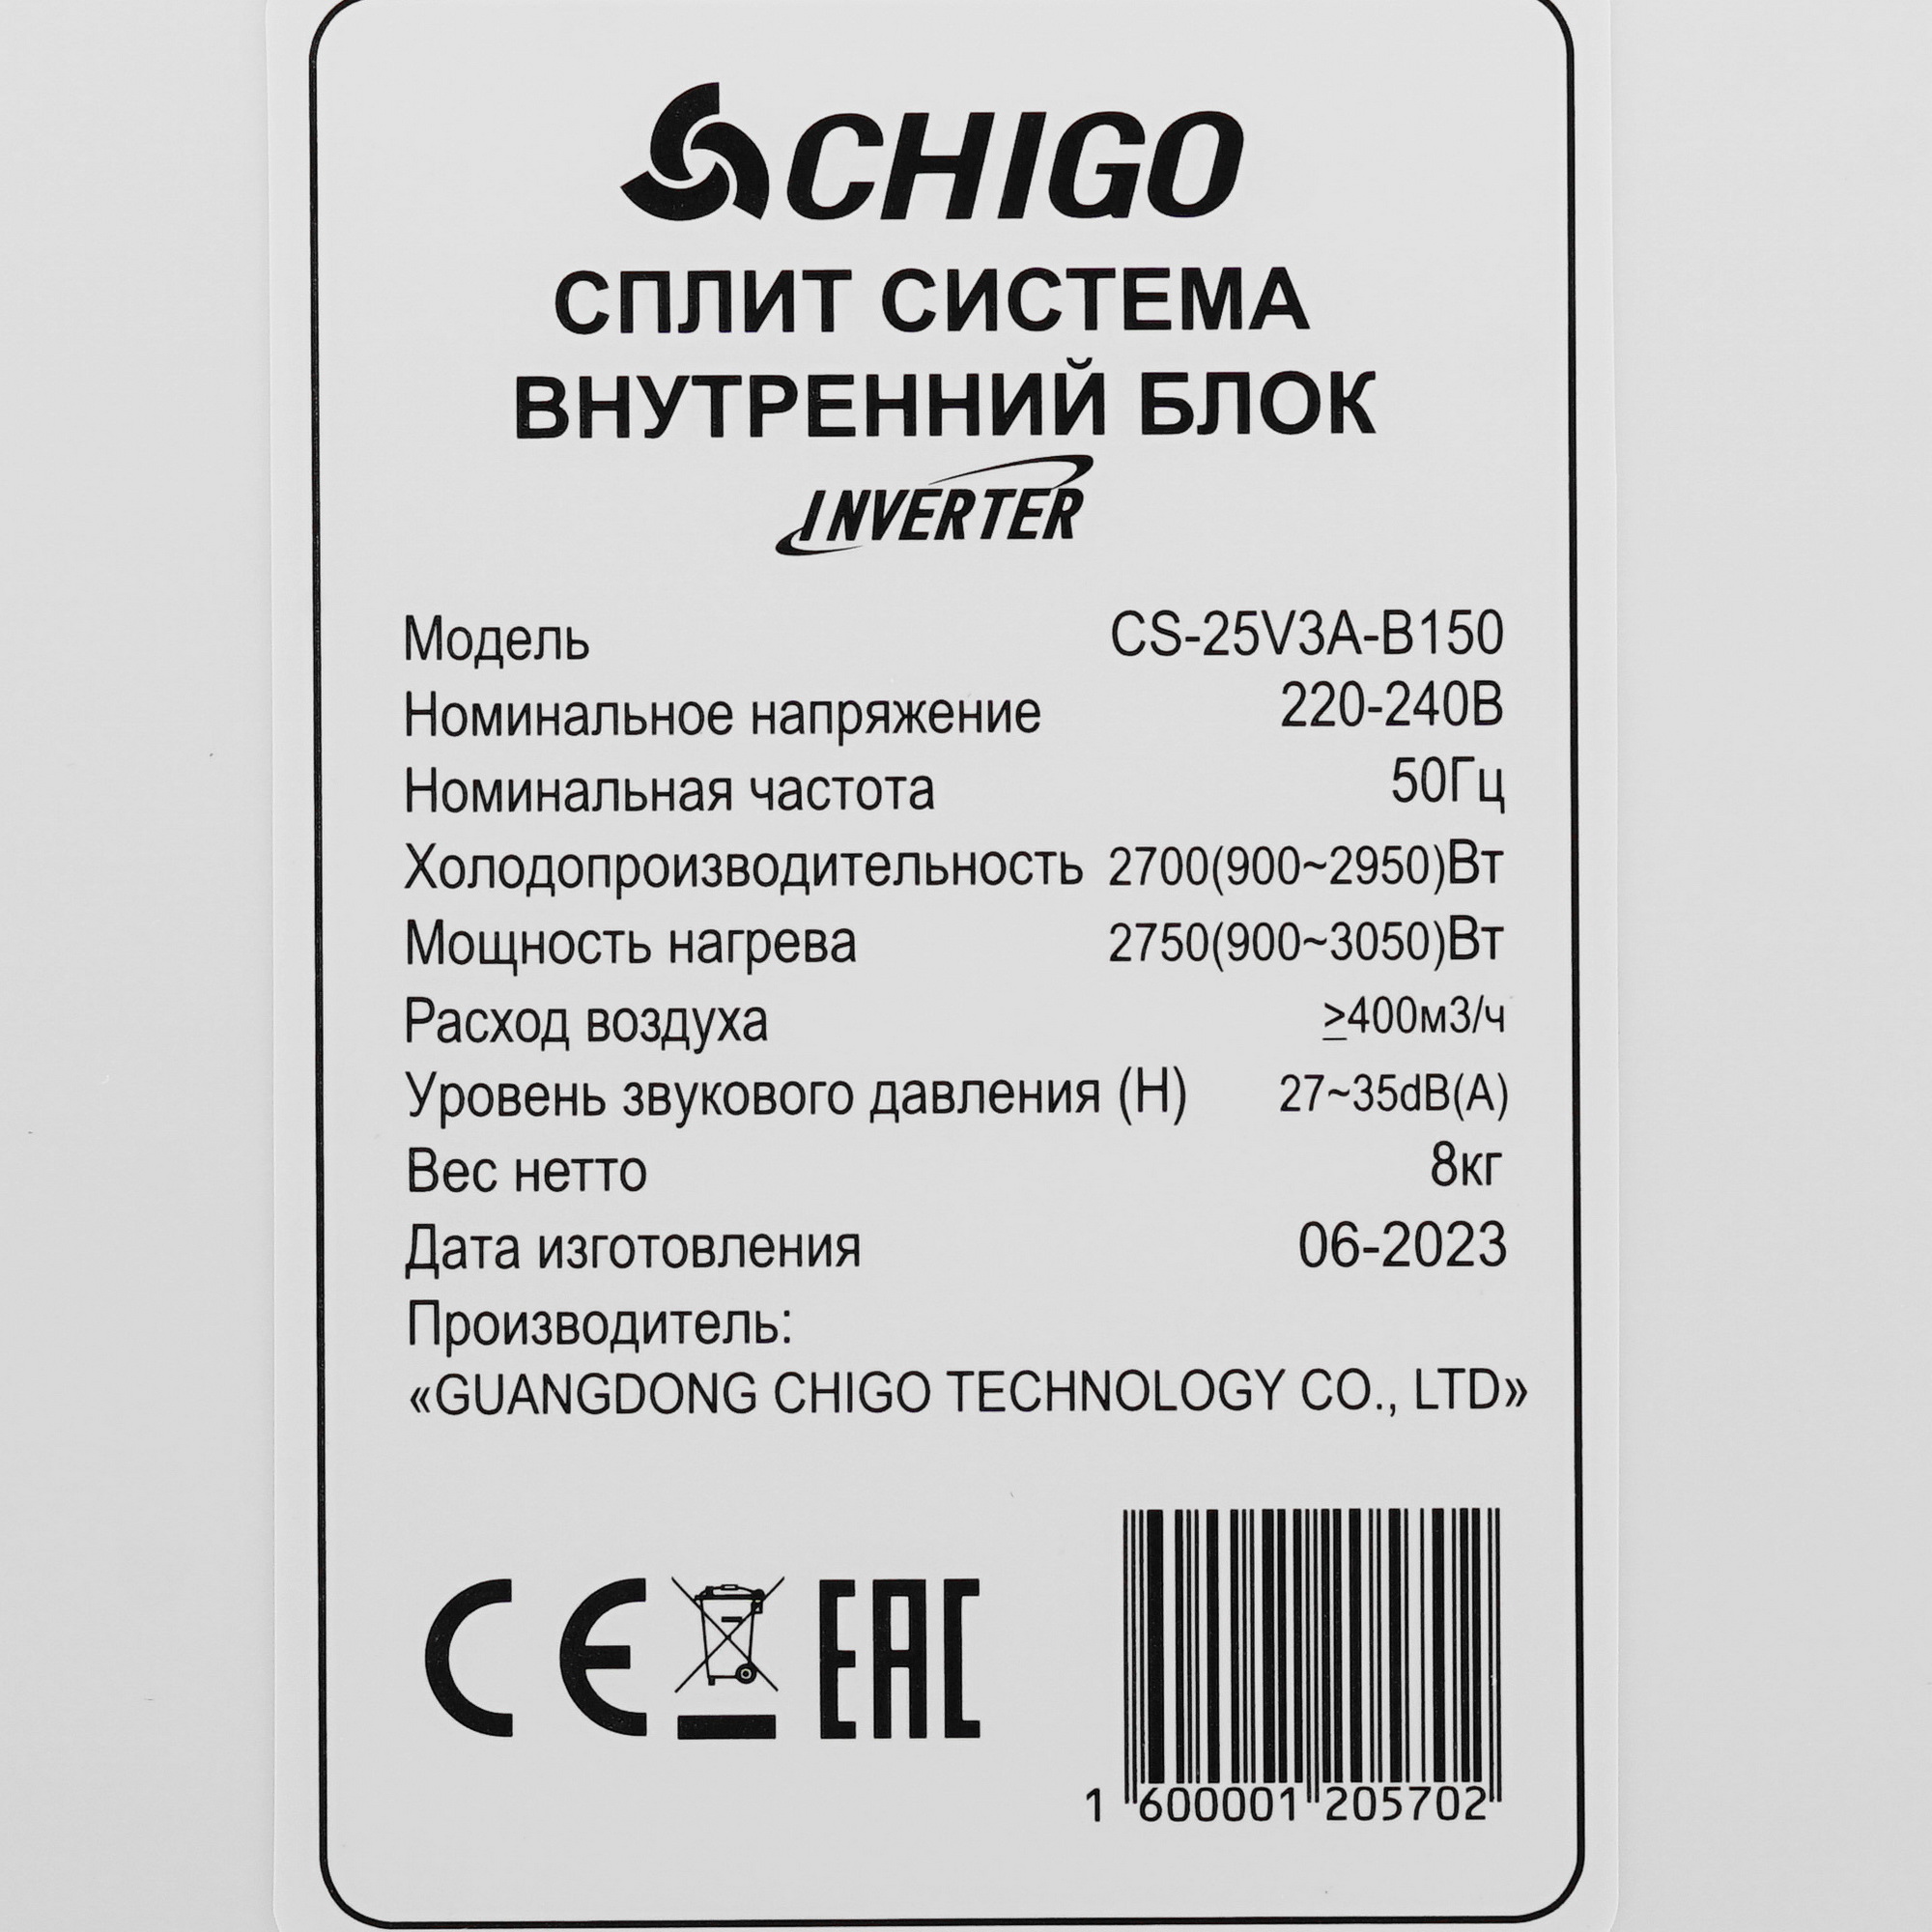 CHIGO
СПЛИТ СИСТЕМА
ВНУТРЕННИЙ БЛОК
INVERTER
Модель CS-25V3A-B150
Номинальное напряжение 220-240В
Номинальная частота 50Гц
Холодопроизводительность 2700(900~2950)Вт
Мощность нагрева 2750(900~3050)Вт
Расход воздуха ≥400м3/ч
Уровень звукового давления (Н) 27~35dB(A)
Вес нетто 8кг
Дата изготовления 06-2023
Производитель:
«GUANGDONG CHIGO TECHNOLOGY CO., LTD»
CE EAC
1 600001 205702